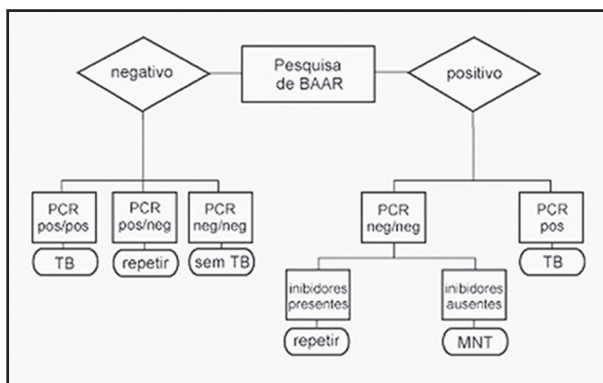 negativo
Pesquisa
de BAAR
positivo
PCR
pos/pos
TB
PCR
pos/neg
repetir
PCR
neg/neg
sem TB
PCR
neg/neg
PCR
pos
TB
inibidores
presentes
repetir
inibidores
ausentes
MNT